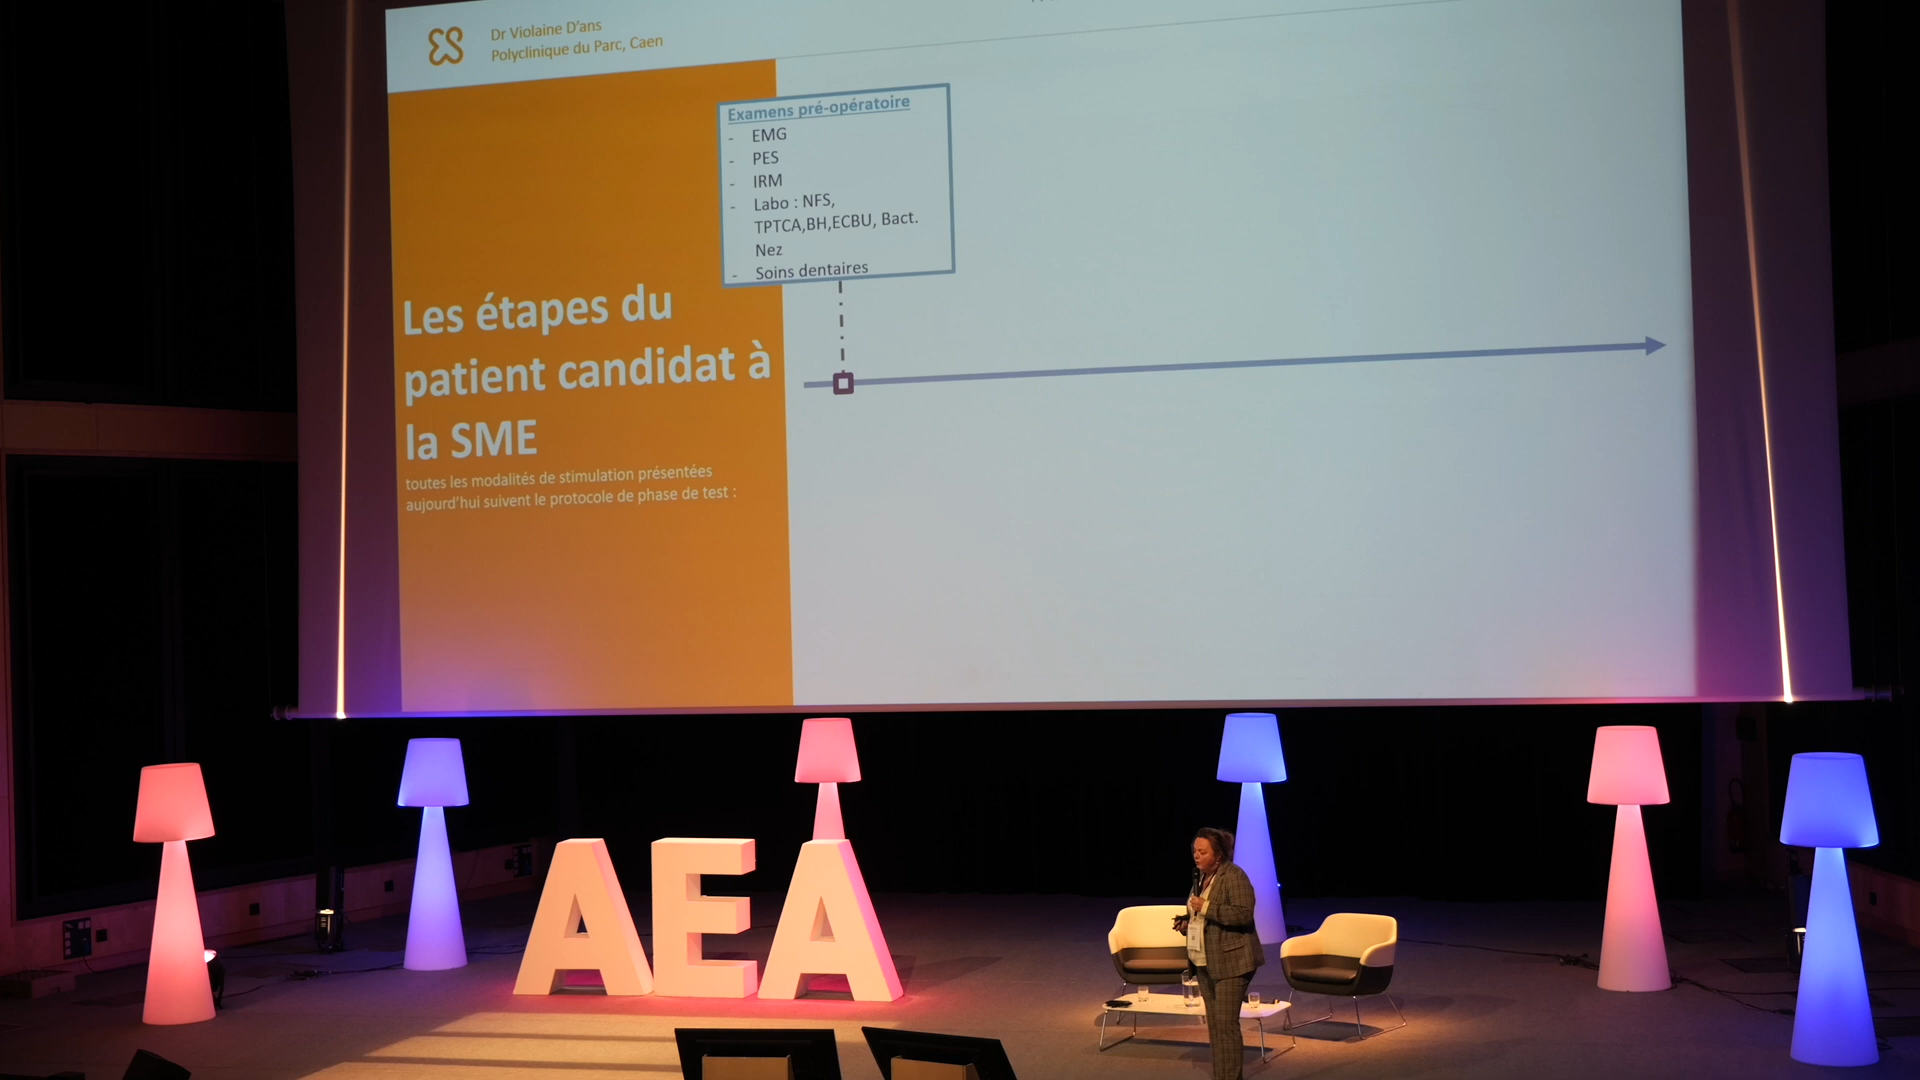 Dr Violaine D'ans
Polyclinique du Parc, Caen
Examens pré-opératoire
- EMG
- PES
- IRM
- Labo : NFS,
TPTCA,BH,ECBU, Bact.
Nez
- Soins dentaires
Les étapes du
patient candidat à
la SME
toutes les modalités de stimulation présentées
aujourd'hui suivent le protocole de phase de test :
AEA